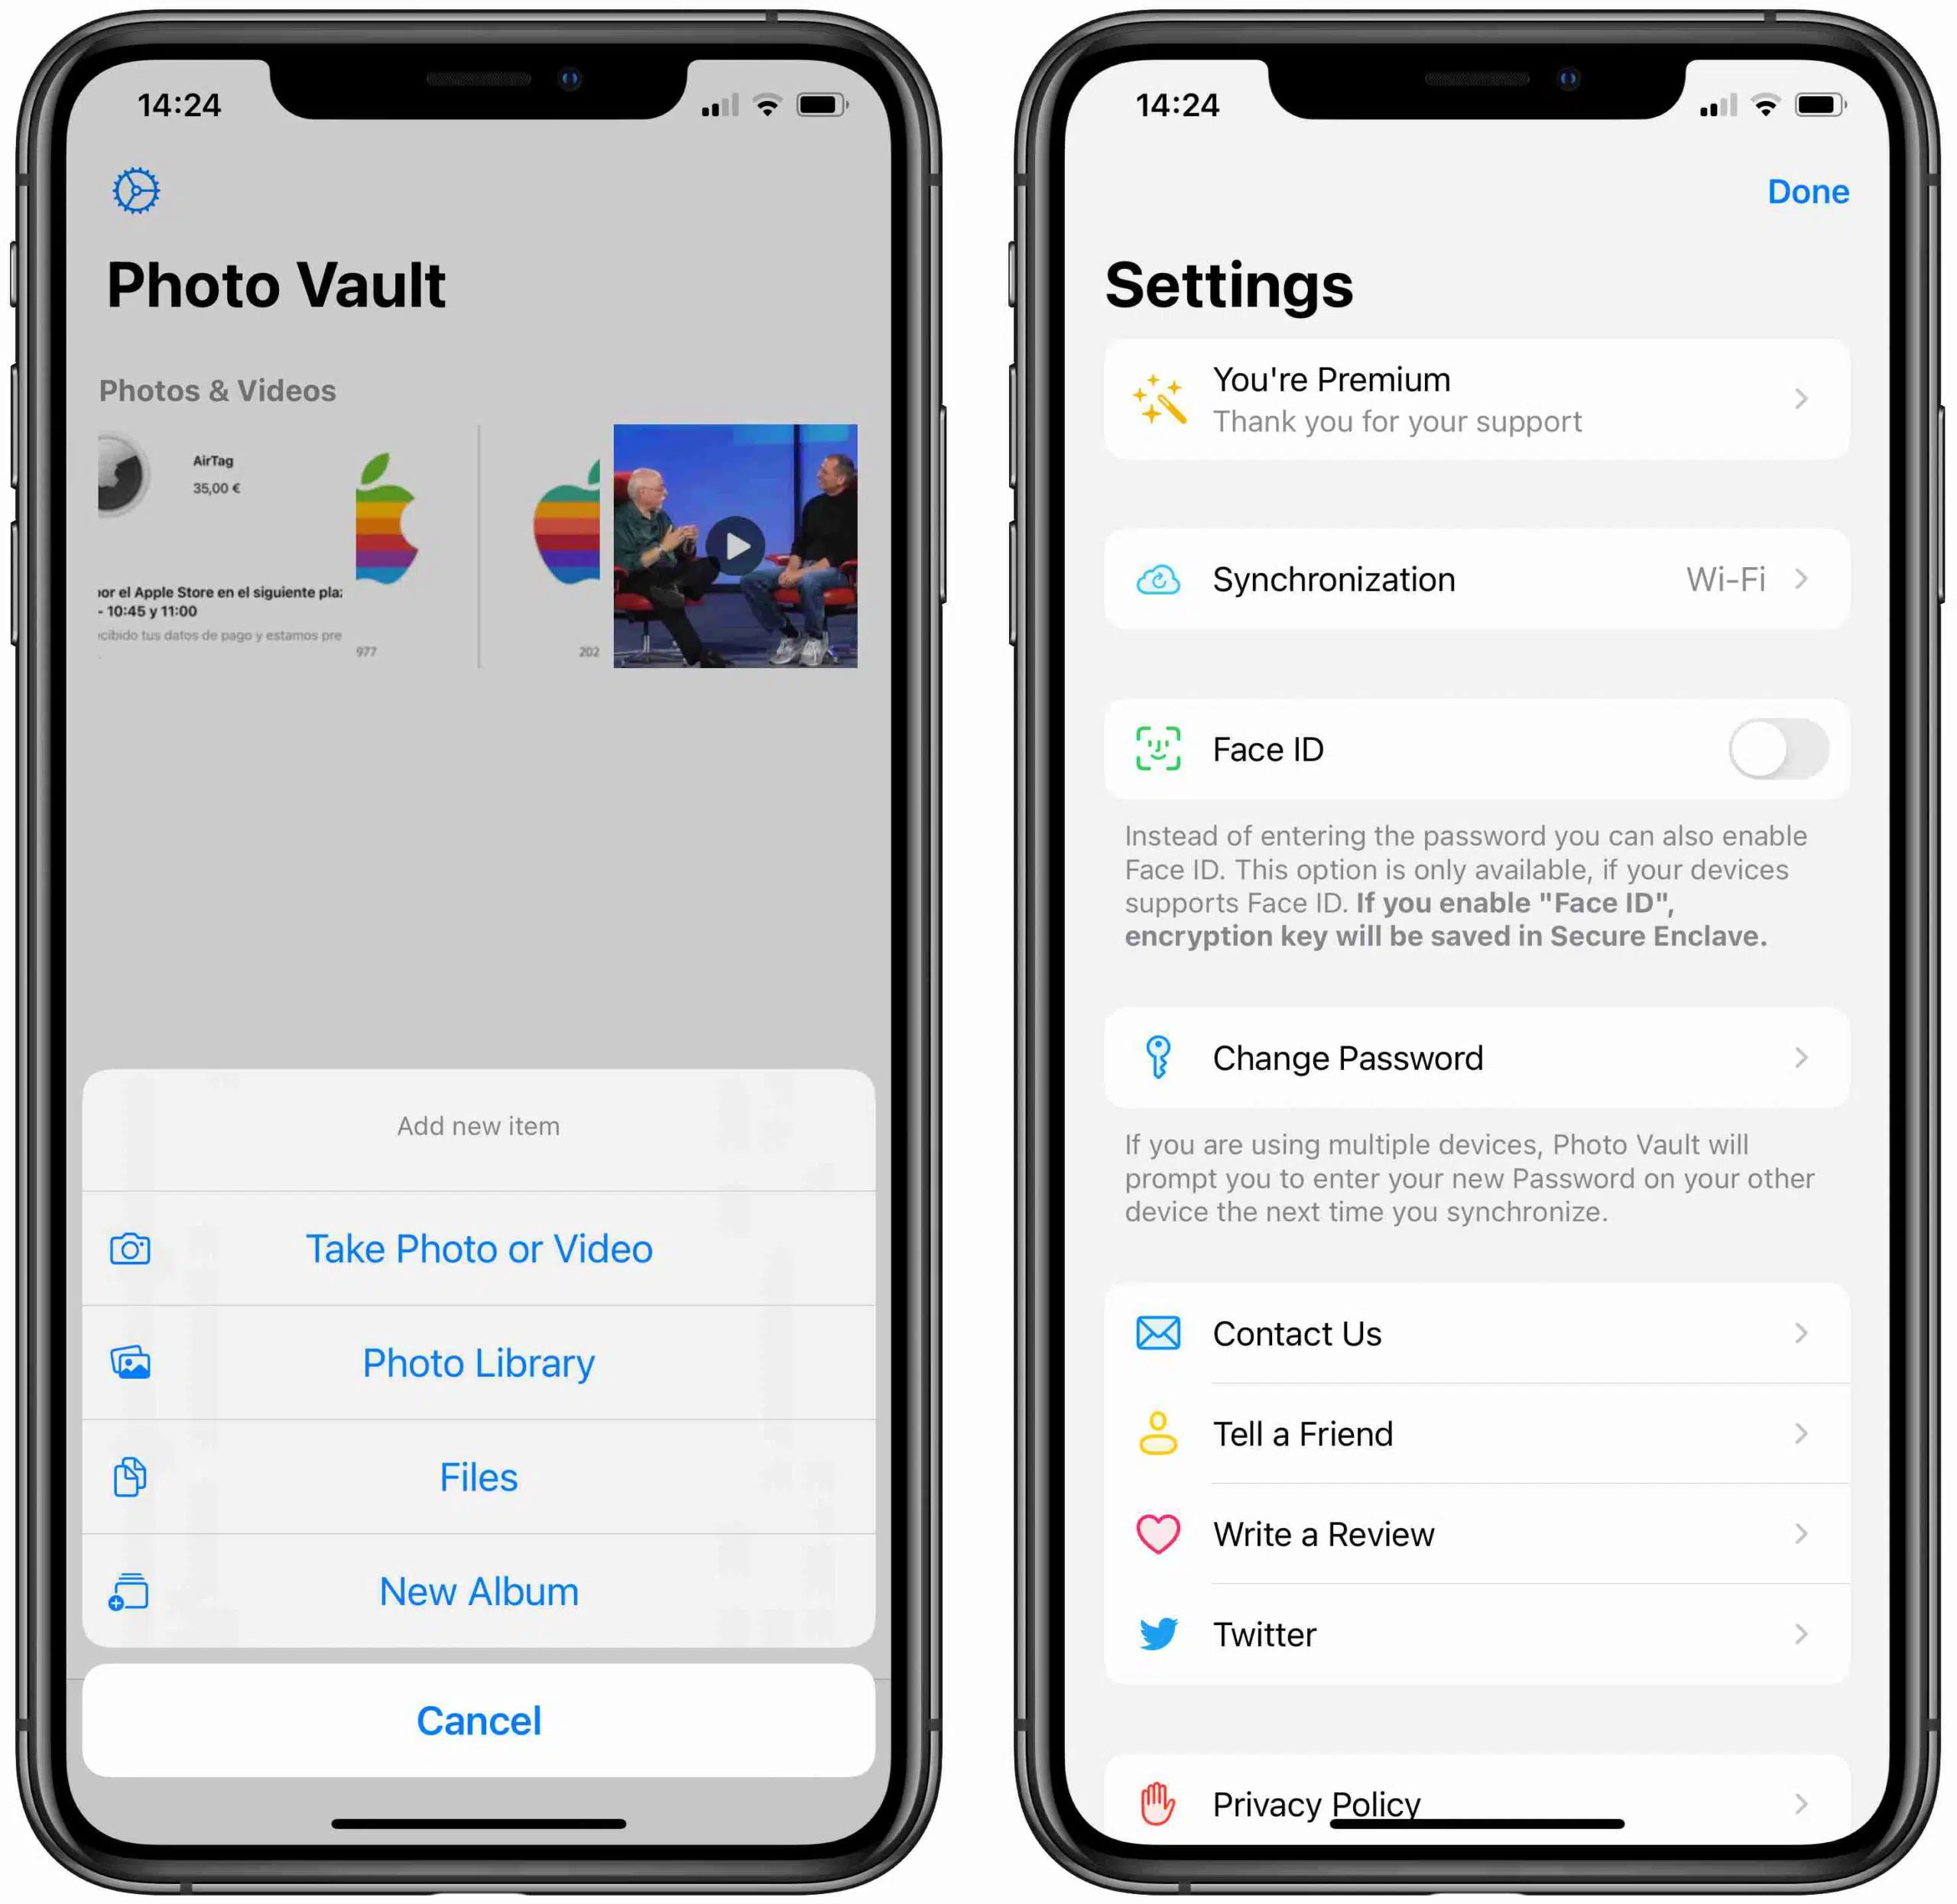 14:24
Photo Vault
Photos & Videos
AirTag
35,00 €
por el Apple Store en el siguiente
- 10:45 y 11:00
tus datos de pago y estamos
977
202
Add new item
Take Photo or Video
Photo Library
Files
New Album
Cancel
14:24
Done
Settings
You're Premium
Thank you for your support
Synchronization
Wi-Fi
Face ID
Instead of entering the password you can also enable
Face ID. This option is only available, if your devices
supports Face ID. If you enable "Face ID",
encryption key will be saved in Secure Enclave.
Change Password
If you are using multiple devices, Photo Vault will
prompt you to enter your new Password on your other
device the next time you synchronize.
Contact Us
Tell a Friend
Write a Review
Twitter
Privacy Policy